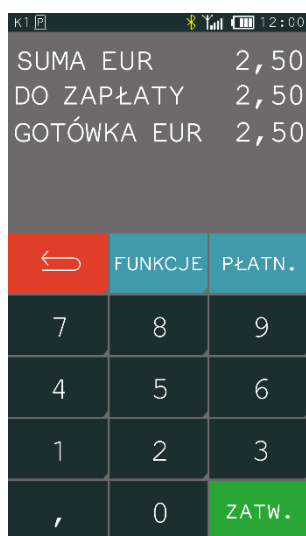 K1 P 12:00
SUMA EUR 2,50
DO ZAPŁATY 2,50
GOTÓWKA EUR 2,50
FUNKCJE PŁATN.
7 8 9
4 5 6
1 2 3
, 0 ZATW.